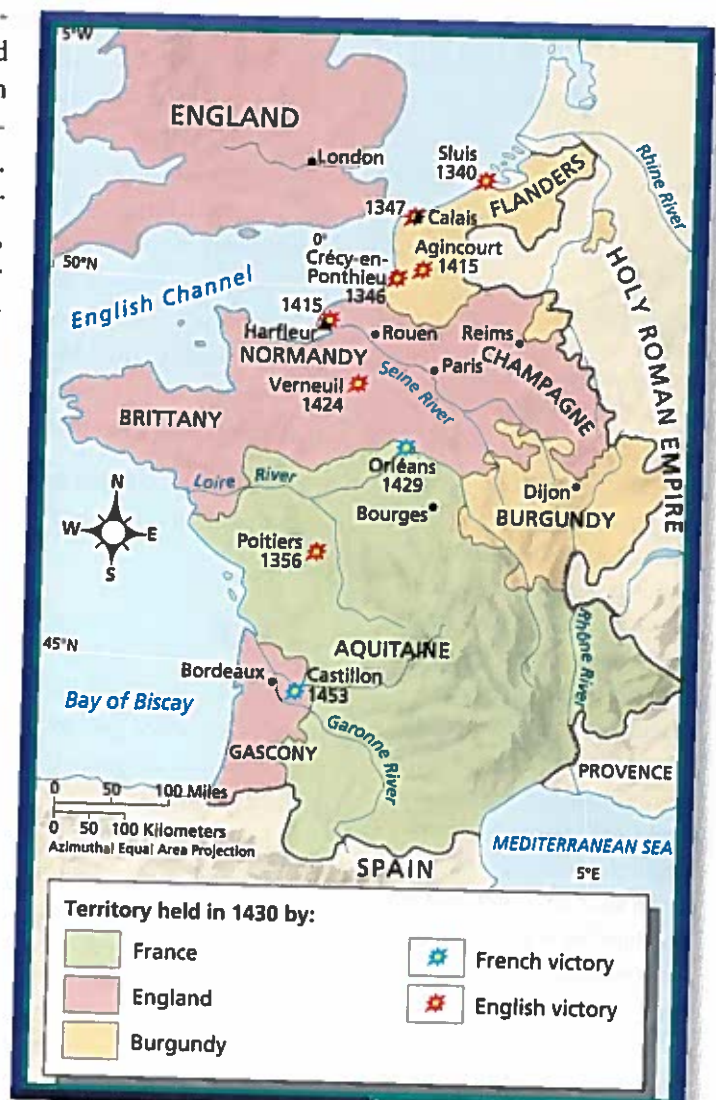 d
n
5°W
ENGLAND
London
Sluis
1340
Rhine River
FLANDERS
1347
Calais
0°
Crécy-en-
Ponthieu
1346
Agincourt
1415
50°N
English Channel
HOLY ROMAN EMPIRE
1415
Harfleur
Rouen
Reims
NORMANDY
Paris
CHAMPAGNE
Seine River
Verneuil
1424
BRITTANY
Orléans
1429
Loire River
Dijon
N
W
E
S
Bourges
BURGUNDY
Poitiers
1356
Rhône River
45°N
AQUITAINE
Bordeaux
Castillon
1453
Bay of Biscay
Garonne River
GASCONY
PROVENCE
0 50 100 Miles
0 50 100 Kilometers
Azimuthal Equal Area Projection
MEDITERRANEAN SEA
SPAIN
5°E
Territory held in 1430 by:
France
England
Burgundy
French victory
English victory